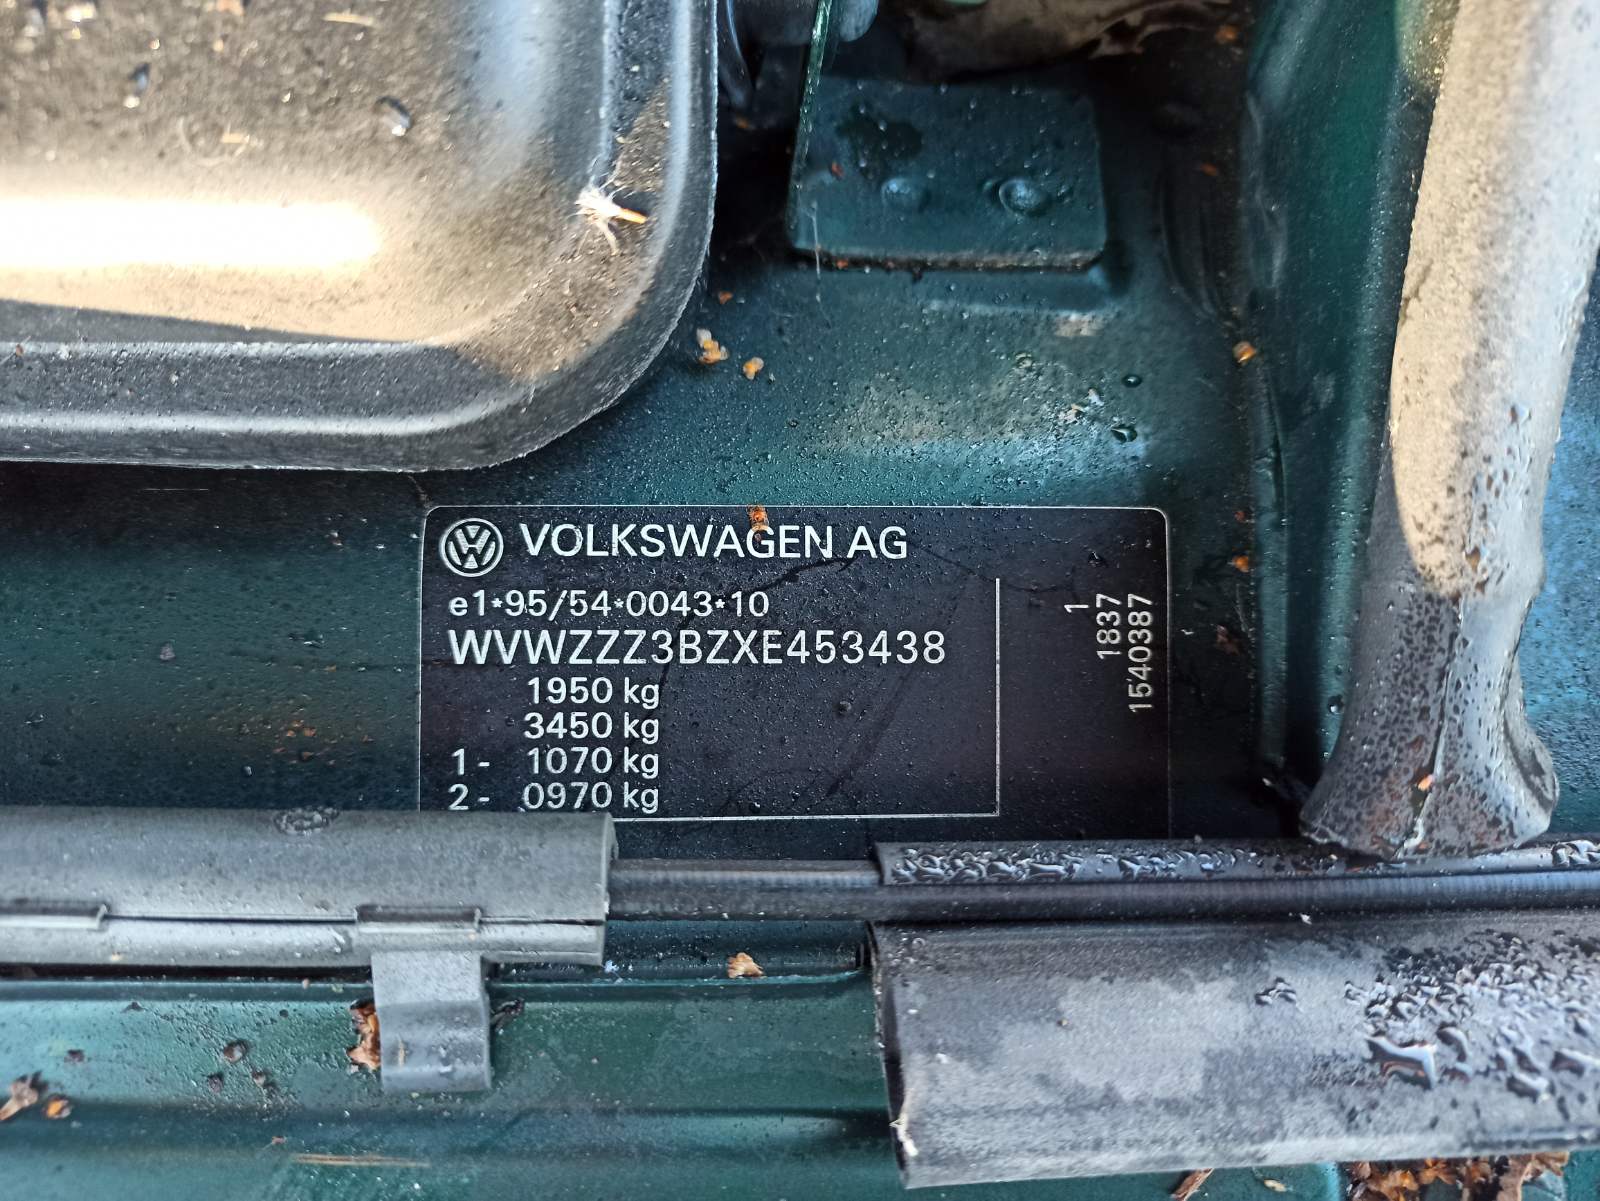 VOLKSWAGEN AG
e1*95/54*0043*10
WVWZZZ3BZXE453438
1950 kg
3450 kg
1- 1070 kg
2- 0970 kg
1
1837
1540387